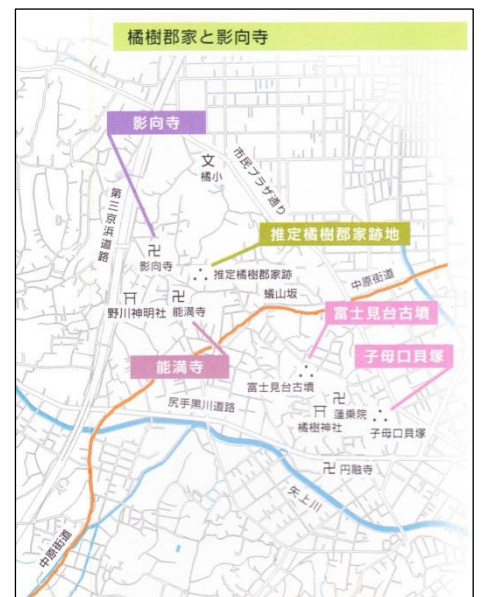 橘樹郡家と影向寺
影向寺
文
橘小
市民プラザ通り
第三京浜道路
推定橘樹郡家跡地
卍
影向寺
推定橘樹郡家跡
中原街道
野川神明社
卍
能満寺
蟻山坂
富士見台古墳
能満寺
子母口貝塚
富士見台古墳
尻手黒川道路
卍
蓮乗院
橘樹神社
子母口貝塚
卍 円融寺
矢上川
中原街道